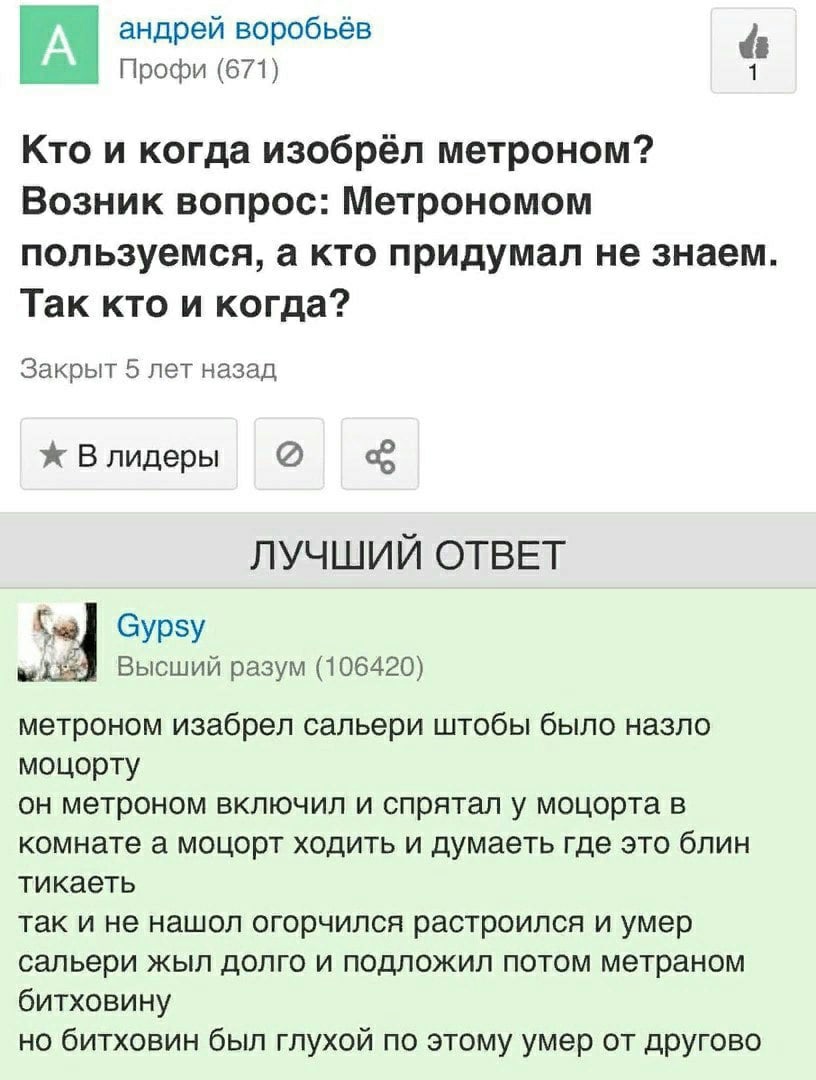 А
андрей воробьёв
Профи (671)
1
Кто и когда изобрёл метроном?
Возник вопрос: Метрономом
пользуемся, а кто придумал не знаем.
Так кто и когда?
Закрыт 5 лет назад
В лидеры
ЛУЧШИЙ ОТВЕТ
Gypsy
Высший разум (106420)
метроном изабрел сальери штобы было назло
моцорту
он метроном включил и спрятал у моцорта в
комнате а моцорт ходить и думаеть где это блин
тикаеть
так и не нашол огорчился растроился и умер
сальери жыл долго и подложил потом метраном
битховину
но битховин был глухой по этому умер от другово